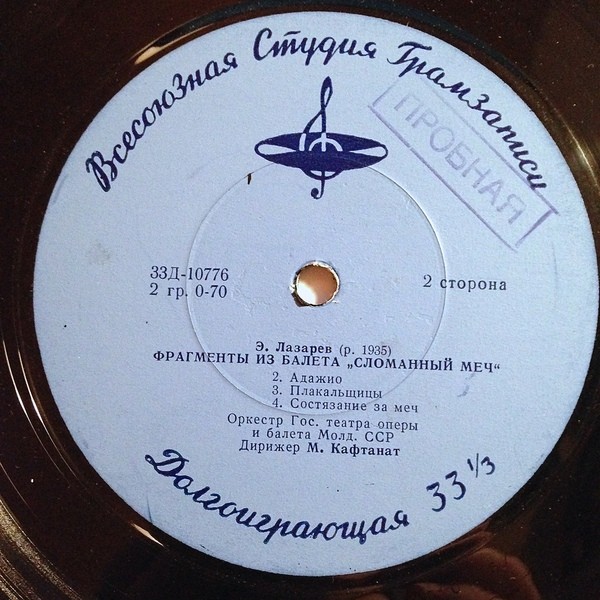 Всесоюзная Студия Грамзаписи
ПРОБНАЯ
33Д-10776
2 гр. 0-70
2 сторона
Э. Лазарев (р. 1935)
ФРАГМЕНТЫ ИЗ БАЛЕТА „СЛОМАННЫЙ МЕЧ“
2. Адажио
3. Плакальщицы
4. Состязание за меч
Оркестр Гос. театра оперы
и балета Молд. ССР
Дирижер М. Кафтанат
Долгоиграющая 33 1/3